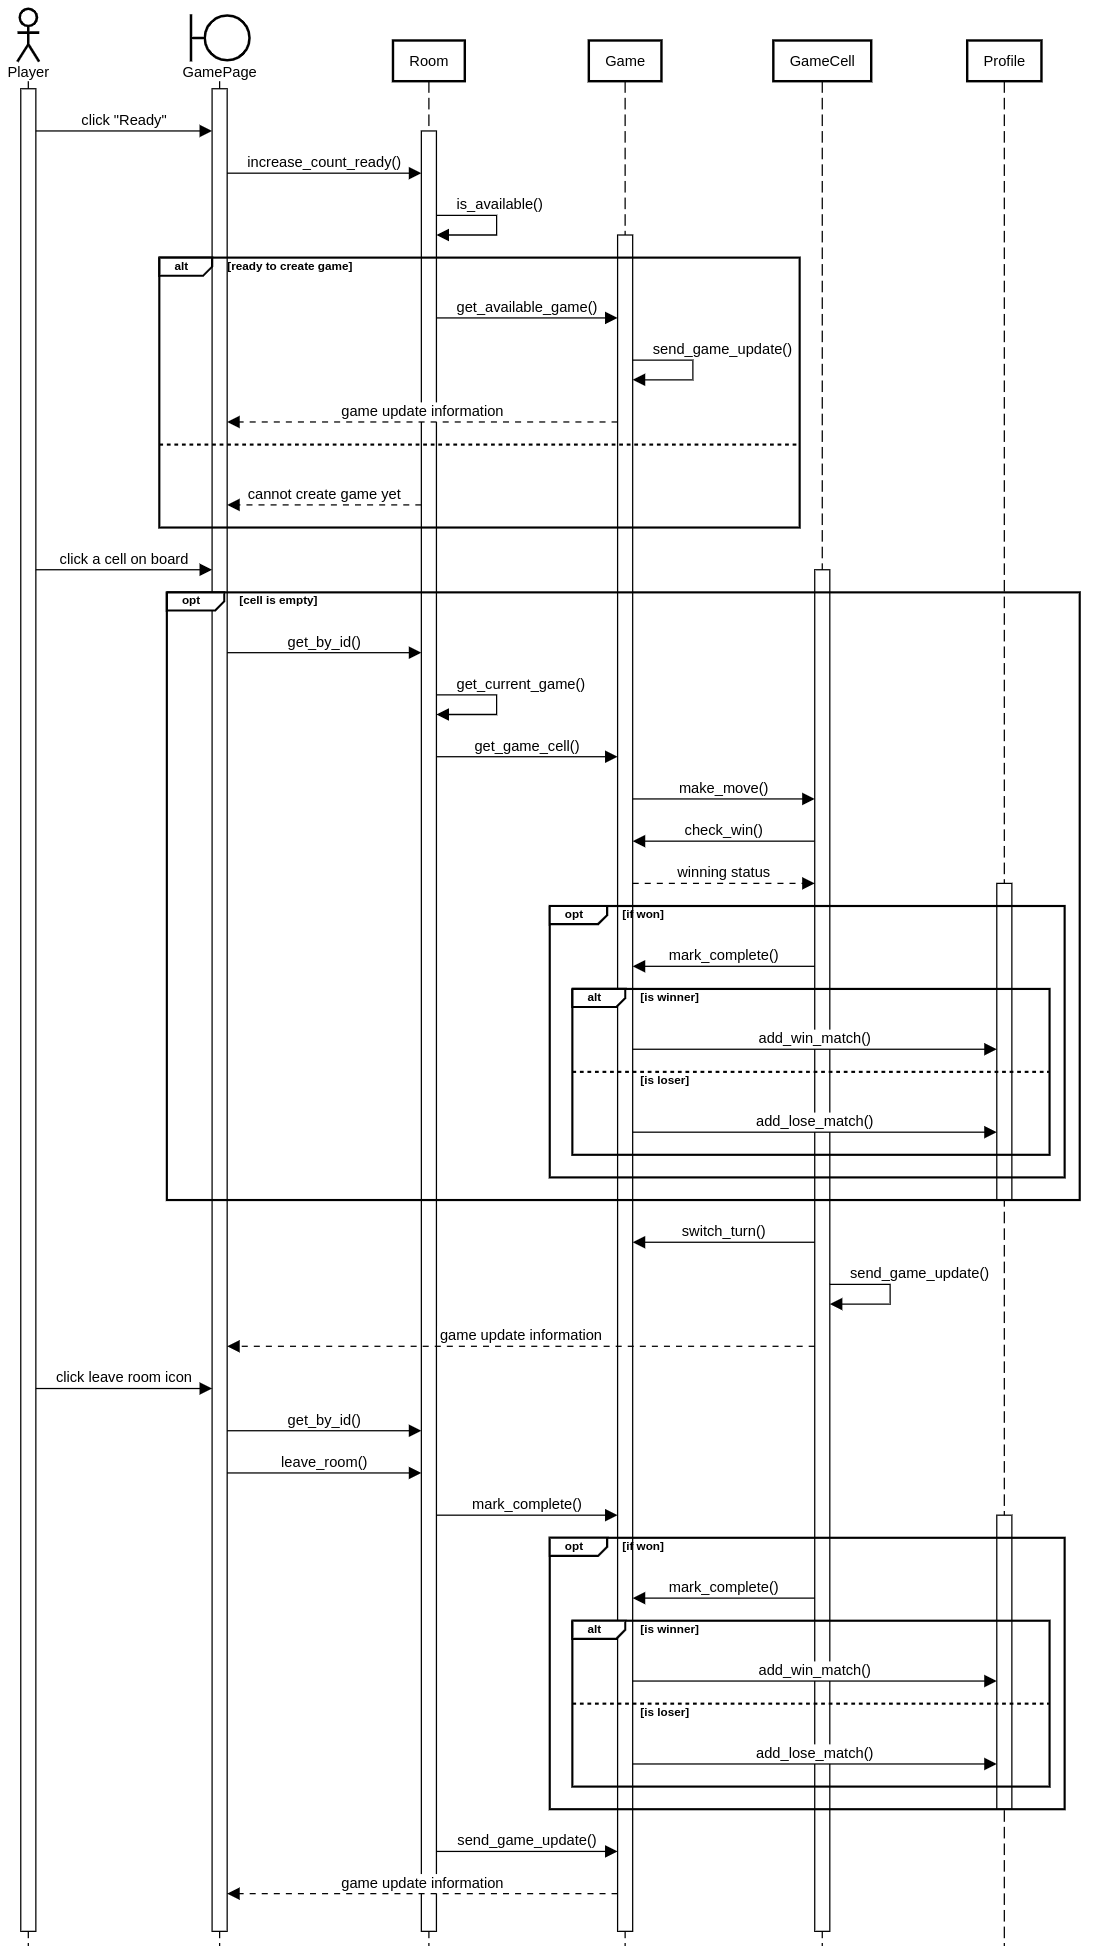 Player
GamePage
Room
Game
GameCell
Profile
click "Ready"
increase_count_ready()
is_available()
alt
[ready to create game]
get_available_game()
send_game_update()
game update information
cannot create game yet
click a cell on board
opt
[cell is empty]
get_by_id()
get_current_game()
get_game_cell()
make_move()
check_win()
winning status
opt
[if won]
mark_complete()
alt
[is winner]
add_win_match()
[is loser]
add_lose_match()
switch_turn()
send_game_update()
game update information
click leave room icon
get_by_id()
leave_room()
mark_complete()
opt
[if won]
mark_complete()
alt
[is winner]
add_win_match()
[is loser]
add_lose_match()
send_game_update()
game update information